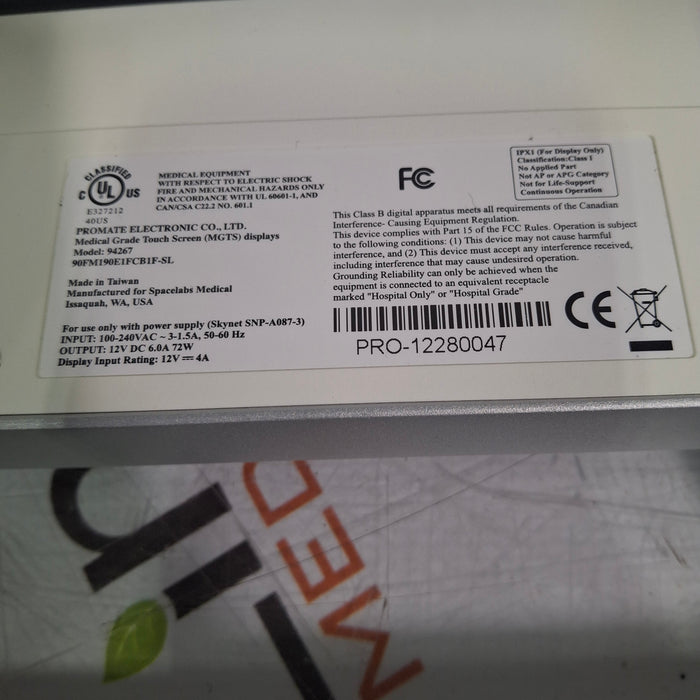 CLASSIFIED
C UL US
E327212
40US
MEDICAL EQUIPMENT
WITH RESPECT TO ELECTRIC SHOCK
FIRE AND MECHANICAL HAZARDS ONLY
IN ACCORDANCE WITH UL 60601-1, AND
CAN/CSA C22.2 NO. 601.1
PROMATE ELECTRONIC CO., LTD.
Medical Grade Touch Screen (MGTS) displays
Model: 94267
90FM190E1FCB1F-SL
Made in Taiwan
Manufactured for Spacelabs Medical
Issaquah, WA, USA
For use only with power supply (Skynet SNP-A087-3)
INPUT: 100-240VAC ~ 3-1.5A, 50-60 Hz
OUTPUT: 12V DC 6.0A 72W
Display Input Rating: 12V ⎓ 4A
FC
IPX1 (For Display Only)
Classification:Class I
No Applied Part
Not AP or APG Category
Not for Life-Support
Continuous Operation
This Class B digital apparatus meets all requirements of the Canadian
Interference- Causing Equipment Regulation.
This device complies with Part 15 of the FCC Rules. Operation is subject
to the following conditions: (1) This device may not cause harmful
interference, and (2) This device must accept any interference received,
including interference that may cause undesired operation.
Grounding Reliability can only be achieved when the
equipment is connected to an equivalent receptacle
marked "Hospital Only" or "Hospital Grade"
CE
PRO-12280047
MED